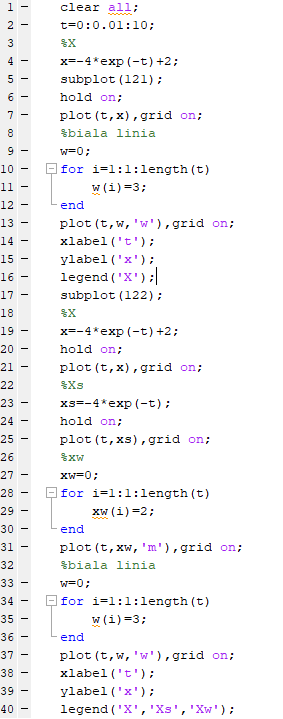 1 - clear all;
2 - t=0:0.01:10;
3 %X
4 - x=-4*exp(-t)+2;
5 - subplot(121);
6 - hold on;
7 - plot(t,x),grid on;
8 %biala linia
9 - w=0;
10 - for i=1:1:length(t)
11 - w(i)=3;
12 - end
13 - plot(t,w,'w'),grid on;
14 - xlabel('t');
15 - ylabel('x');
16 - legend('X');
17 - subplot(122);
18 %X
19 - x=-4*exp(-t)+2;
20 - hold on;
21 - plot(t,x),grid on;
22 %Xs
23 - xs=-4*exp(-t);
24 - hold on;
25 - plot(t,xs),grid on;
26 %xw
27 - xw=0;
28 - for i=1:1:length(t)
29 - xw(i)=2;
30 - end
31 - plot(t,xw,'m'),grid on;
32 %biala linia
33 - w=0;
34 - for i=1:1:length(t)
35 - w(i)=3;
36 - end
37 - plot(t,w,'w'),grid on;
38 - xlabel('t');
39 - ylabel('x');
40 - legend('X','Xs','Xw');